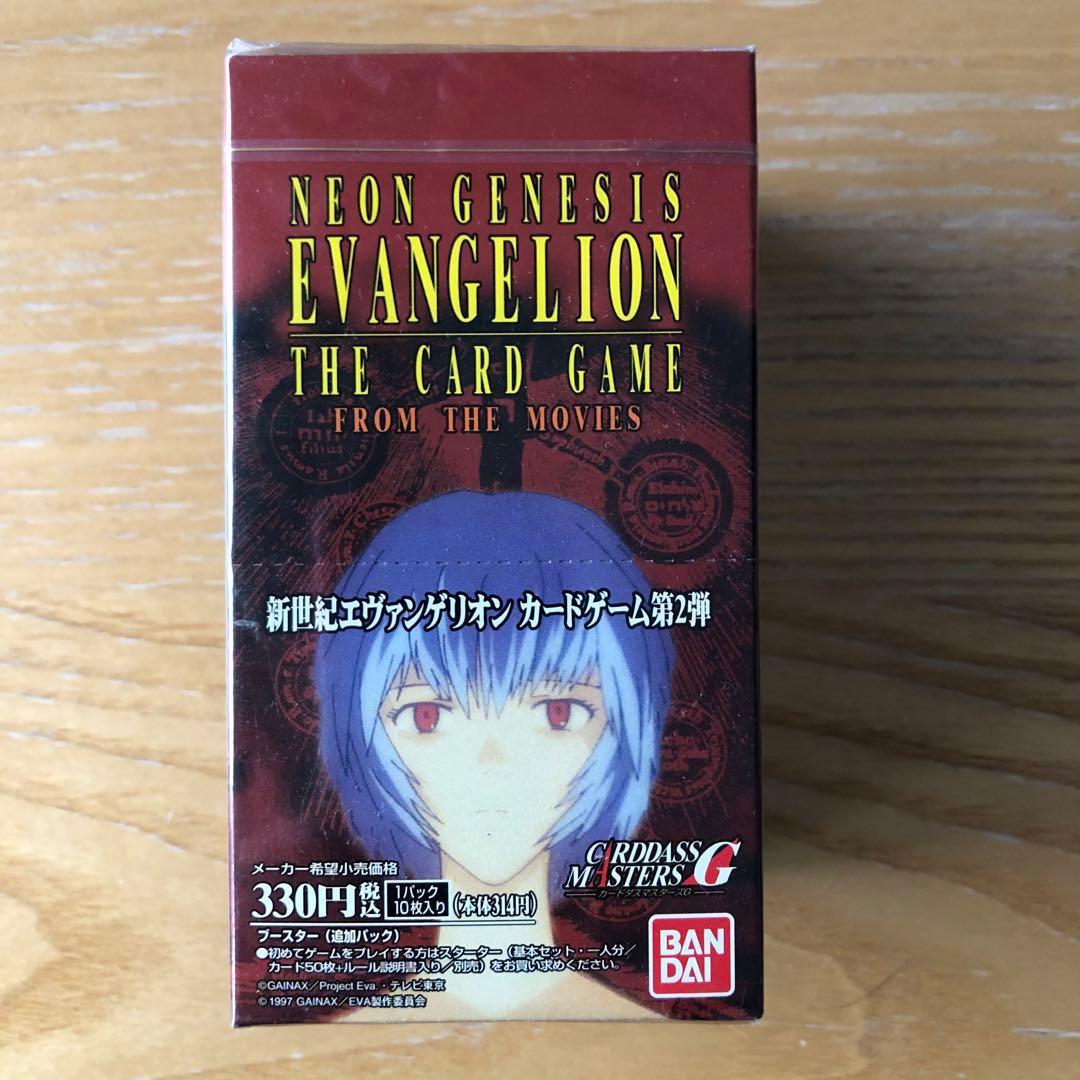 NEON GENESIS
EVANGELION
THE CARD GAME
FROM THE MOVIES
新世紀エヴァンゲリオン カードゲーム第2弾
メーカー希望小売価格
330円税込 1パック10枚入り (本体314円)
ブースター(追加パック)
●初めてゲームをプレイする方はスターター(基本セット・一人分/
カード50枚+ルール説明書入り/別売)をお買い求めください。
©GAINAX/Project Eva.・テレビ東京
©1997 GAINAX/EVA製作委員会
CARDDASS
MASTERS G
カードダスマスターズG
BAN
DAI